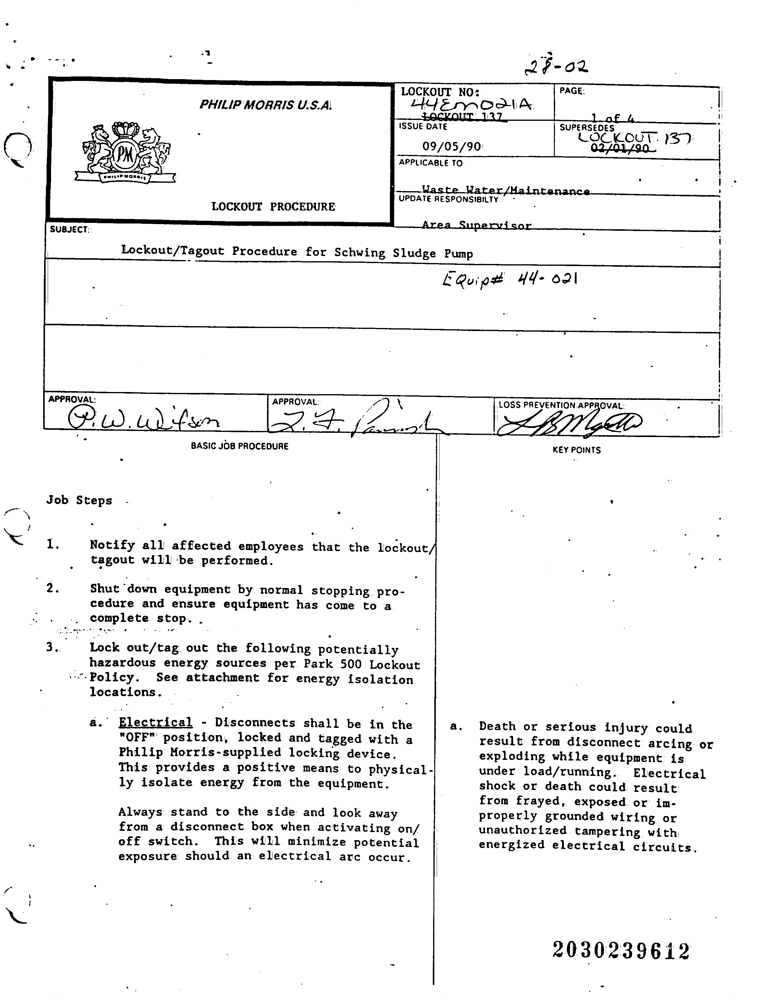 28-02
PHILIP MORRIS U.S.A.
LOCKOUT NO:
44EM021A
LOCKOUT 137
PAGE:
1 of 4
ISSUE DATE
09/05/90
SUPERSEDES
LOCKOUT 137
02/01/90
APPLICABLE TO
Waste Water/Maintenance
PM
PHILIP MORRIS
LOCKOUT PROCEDURE
UPDATE RESPONSIBILTY
Area Supervisor
SUBJECT:
Lockout/Tagout Procedure for Schwing Sludge Pump
EQuip# 44-021
APPROVAL:
P.W. Wilson
APPROVAL:
LOSS PREVENTION APPROVAL:
BASIC JOB PROCEDURE
KEY POINTS
Job Steps
1. Notify all affected employees that the lockout/
tagout will be performed.
2. Shut down equipment by normal stopping pro-
cedure and ensure equipment has come to a
complete stop.
3. Lock out/tag out the following potentially
hazardous energy sources per Park 500 Lockout
Policy. See attachment for energy isolation
locations.
a. Electrical - Disconnects shall be in the
"OFF" position, locked and tagged with a
Philip Morris-supplied locking device.
This provides a positive means to physical-
ly isolate energy from the equipment.
Always stand to the side and look away
from a disconnect box when activating on/
off switch. This will minimize potential
exposure should an electrical arc occur.
a. Death or serious injury could
result from disconnect arcing or
exploding while equipment is
under load/running. Electrical
shock or death could result
from frayed, exposed or im-
properly grounded wiring or
unauthorized tampering with
energized electrical circuits.
2030239612